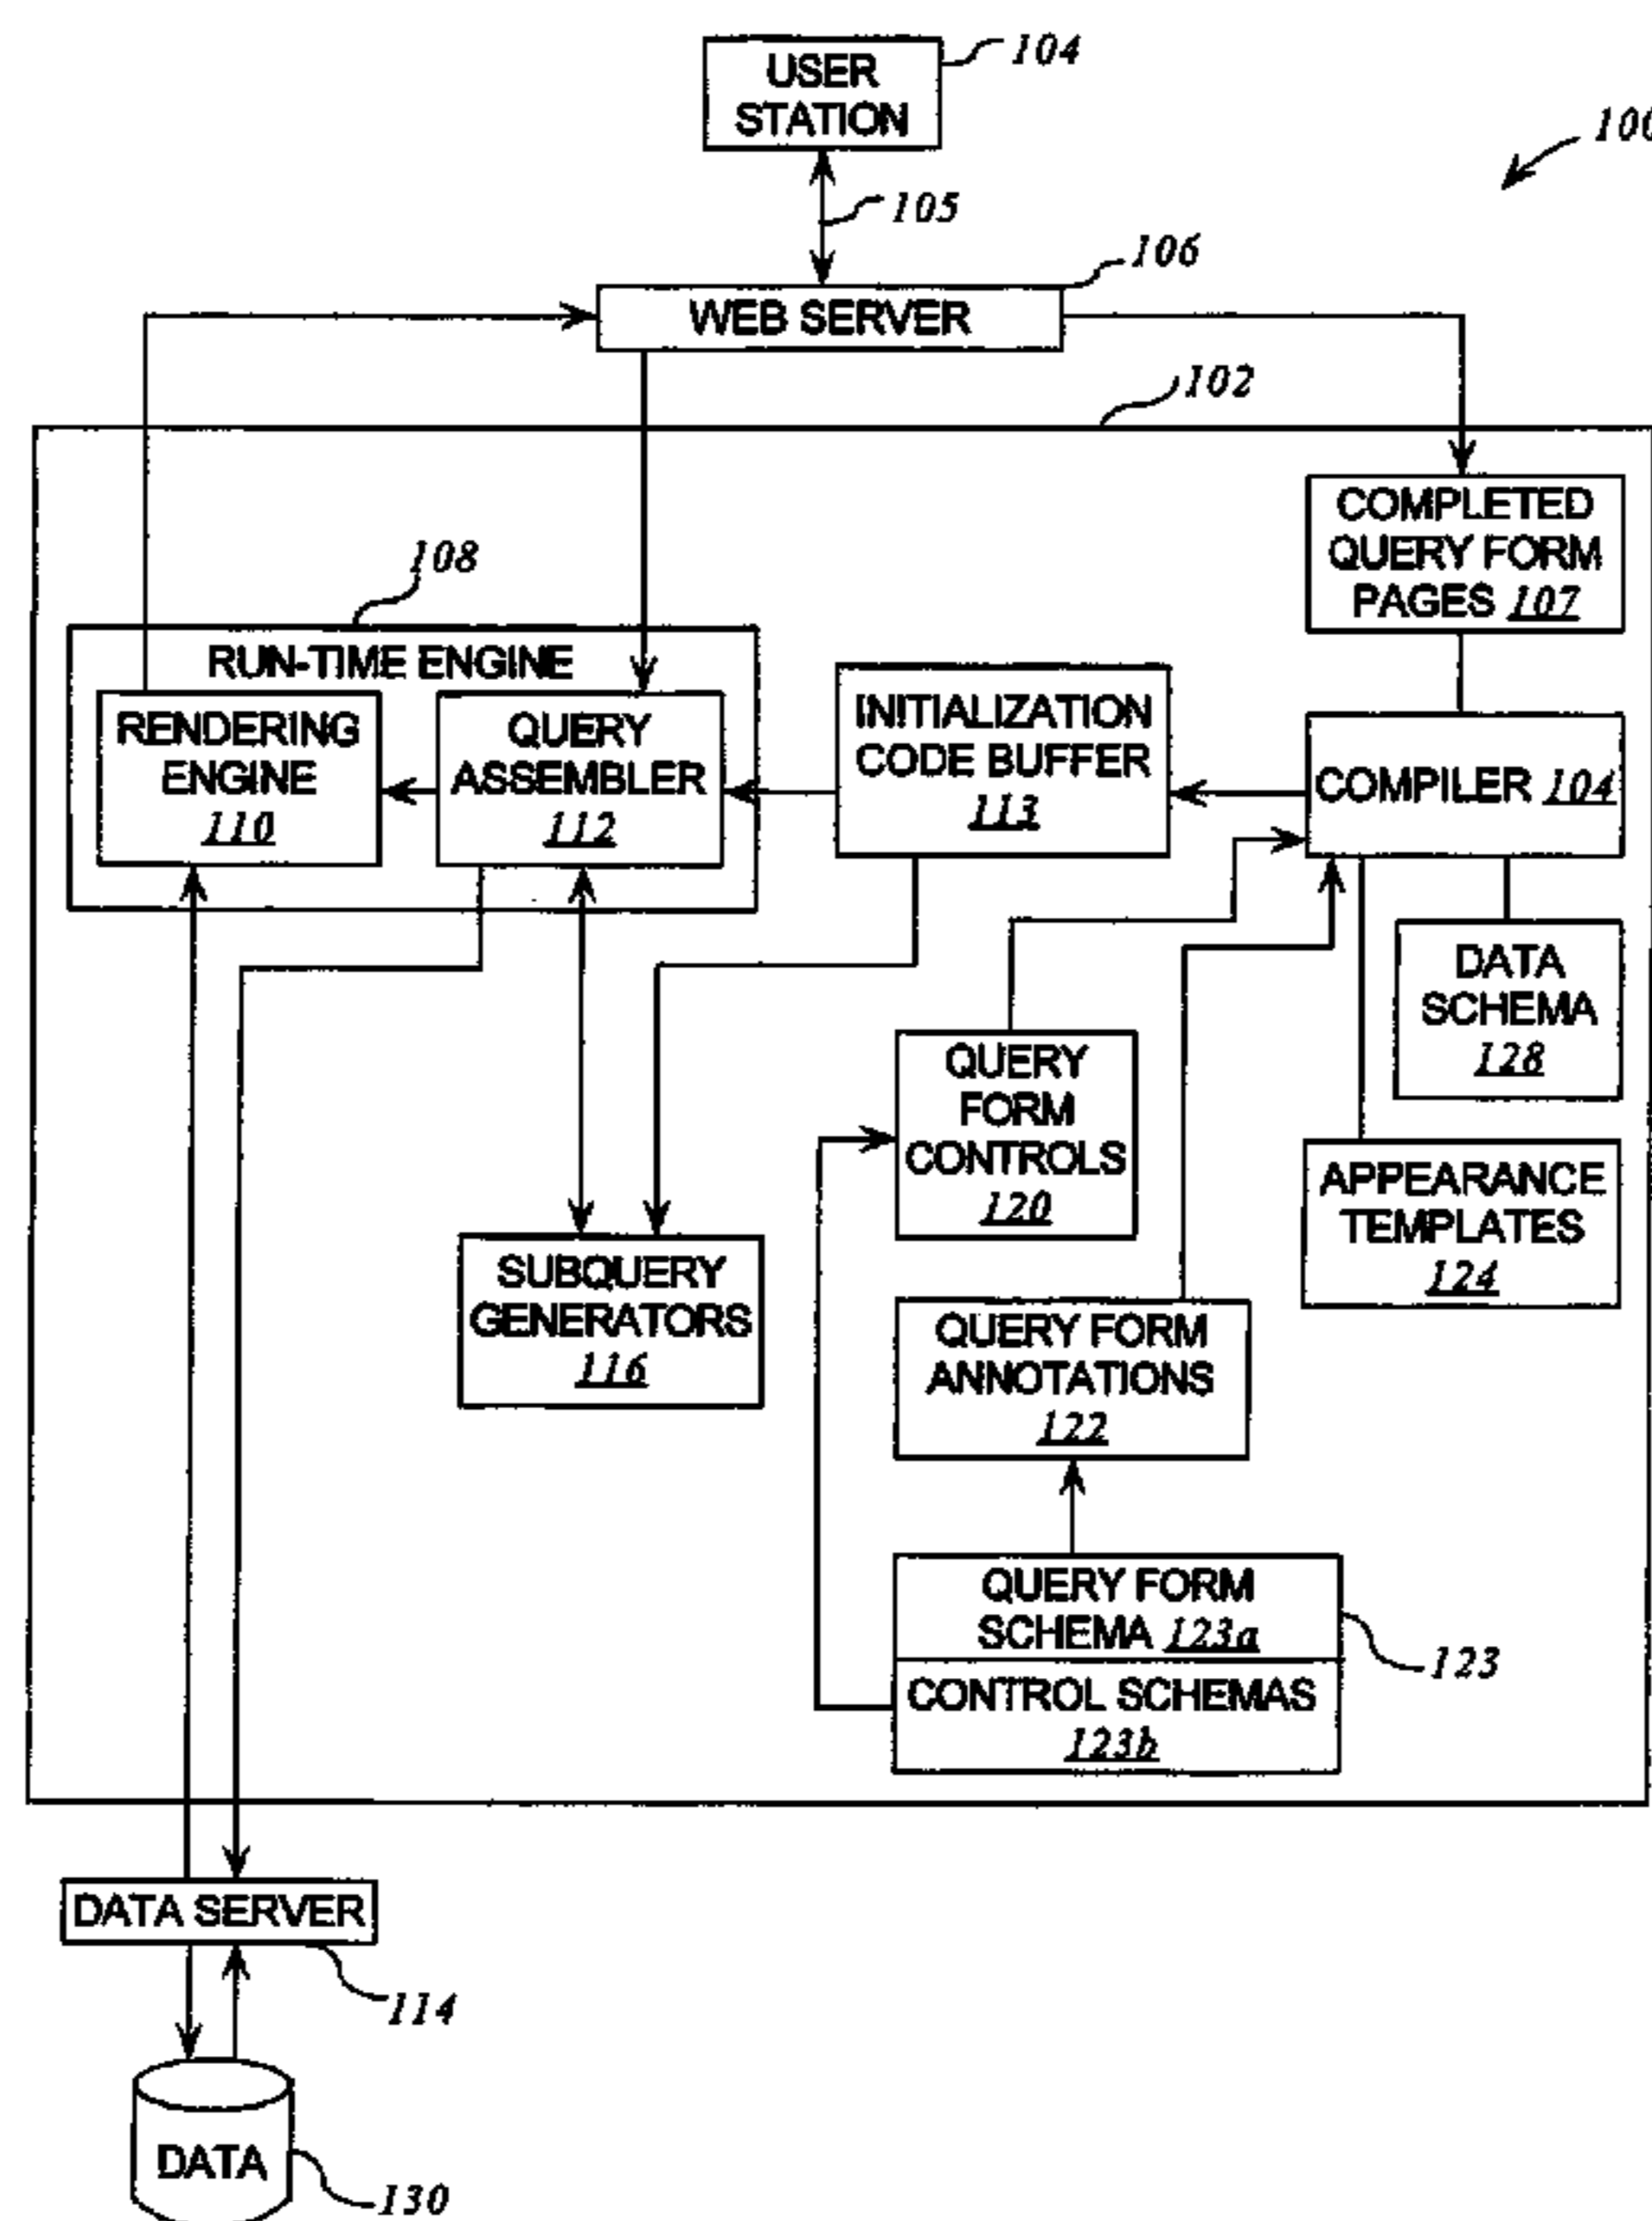 USER
STATION
104
100
105
106
WEB SERVER
102
COMPLETED
QUERY FORM
PAGES 107
108
RUN-TIME ENGINE
RENDERING
ENGINE
110
QUERY
ASSEMBLER
112
INITIALIZATION
CODE BUFFER
113
COMPILER 104
DATA
SCHEMA
128
QUERY
FORM
CONTROLS
120
APPEARANCE
TEMPLATES
124
SUBQUERY
GENERATORS
116
QUERY FORM
ANNOTATIONS
122
QUERY FORM
SCHEMA 123a
123
CONTROL SCHEMAS
123b
DATA SERVER
114
DATA
130